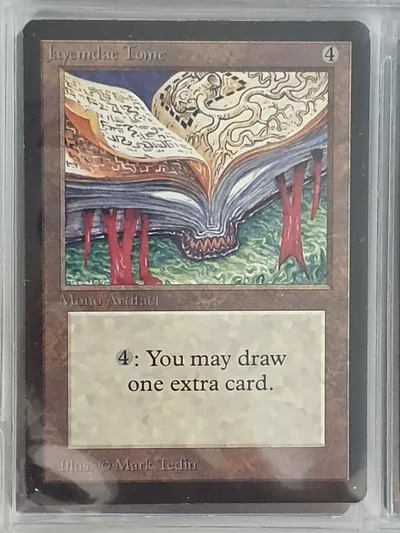 Jayemdae Tome 4
Mono Artifact
4: You may draw
one extra card.
Illus. © Mark Tedin